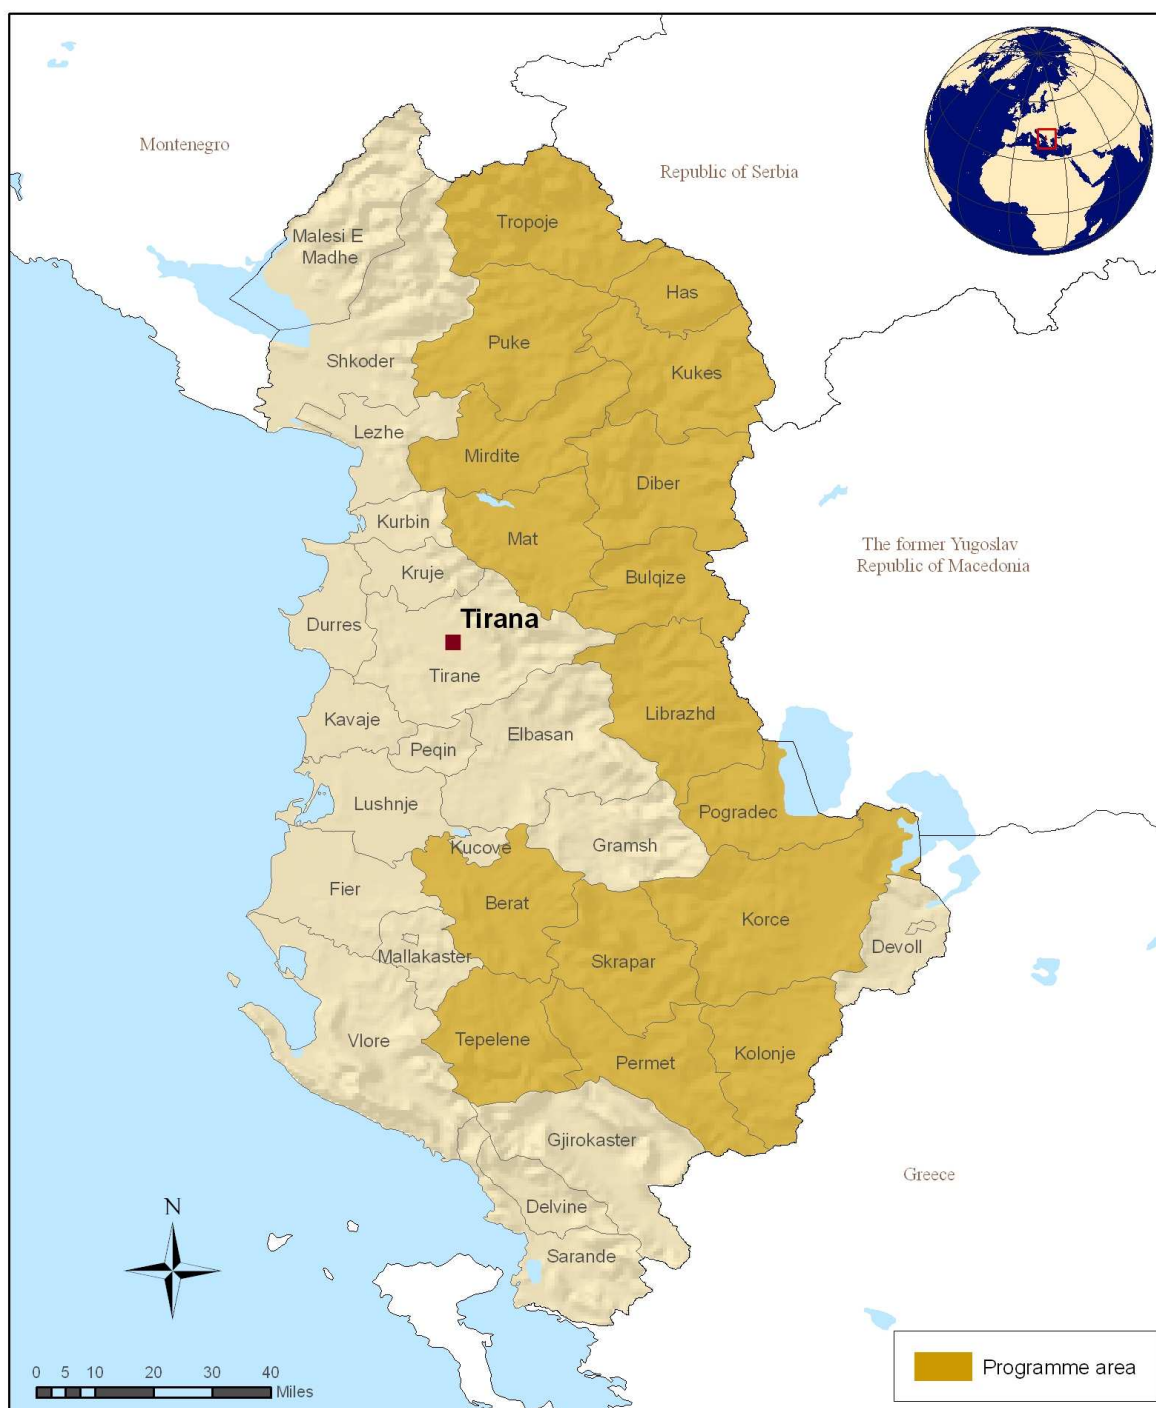 Montenegro
Republic of Serbia
Tropoje
Malesi E
Madhe
Has
Puke
Shkoder
Kukes
Lezhe
Mirdite
Diber
Kurbin
Mat
The former Yugoslav
Republic of Macedonia
Kruje
Bulqize
Tirana
Durres
Tirane
Librazhd
Kavaje
Elbasan
Peqin
Lushnje
Pogradec
Kucove
Gramsh
Fier
Berat
Korce
Devoll
Mallakaster
Skrapar
Vlore
Tepelene
Permet
Kolonje
Gjirokaster
Greece
Delvine
N
Sarande
0 5 10 20 30 40
Miles
Programme area